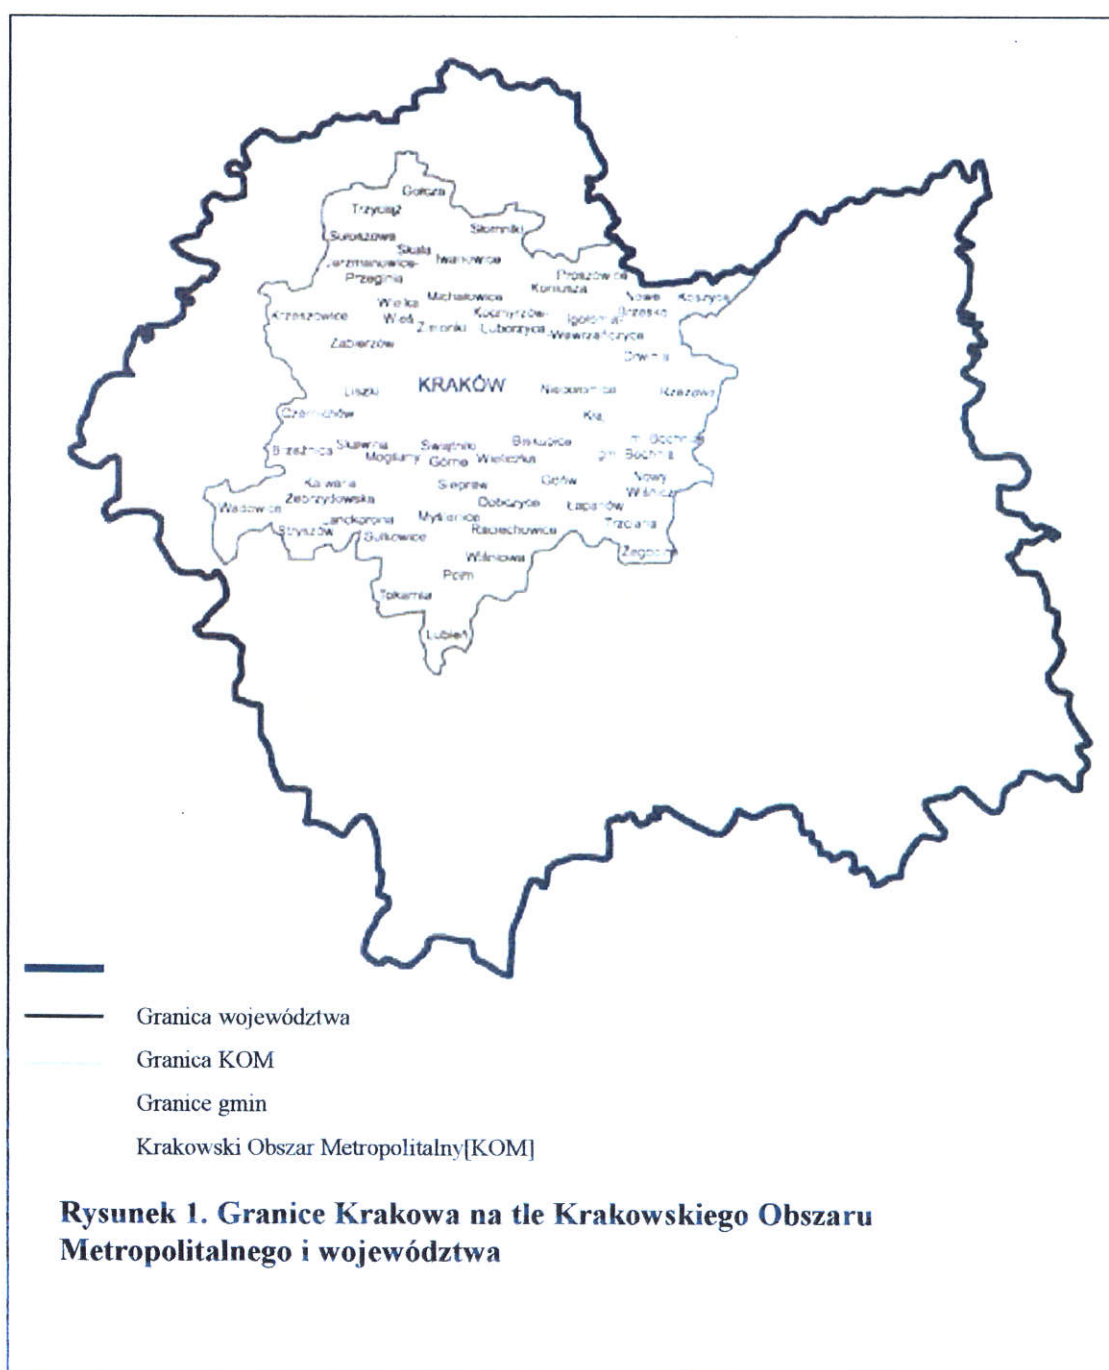 Gołcza
Trzyciąż
Słomniki
Sułoszowa
Skała
Iwanowice
Jerzmanowice-
Przeginia
Proszowice
Koniusza
Wielka
Wieś
Michałowice
Nowe
Brzesko
Koszyce
Krzeszowice
Zielonki
Kocmyrzów-
Luborzyca
Igołomia-
-Wawrzeńczyce
Zabierzów
Drwinia
Liszki
KRAKÓW
Niepołomice
Rzezawa
Czernichów
Kłaj
Brzeźnica
Skawina
Mogilany
Świątniki
Górne
Wieliczka
Biskupice
m. Bochnia
gm. Bochnia
Kalwaria
Zebrzydowska
Siepraw
Gdów
Nowy
Wiśnicz
Wadowice
Dobczyce
Łapanów
Lanckorona
Myślenice
Raciechowice
Trzciana
Stryszów
Sułkowice
Wiśniowa
Żegocina
Pcim
Tokarnia
Lubień
Granica województwa
Granica KOM
Granice gmin
Krakowski Obszar Metropolitalny[KOM]
Rysunek 1. Granice Krakowa na tle Krakowskiego Obszaru
Metropolitalnego i województwa